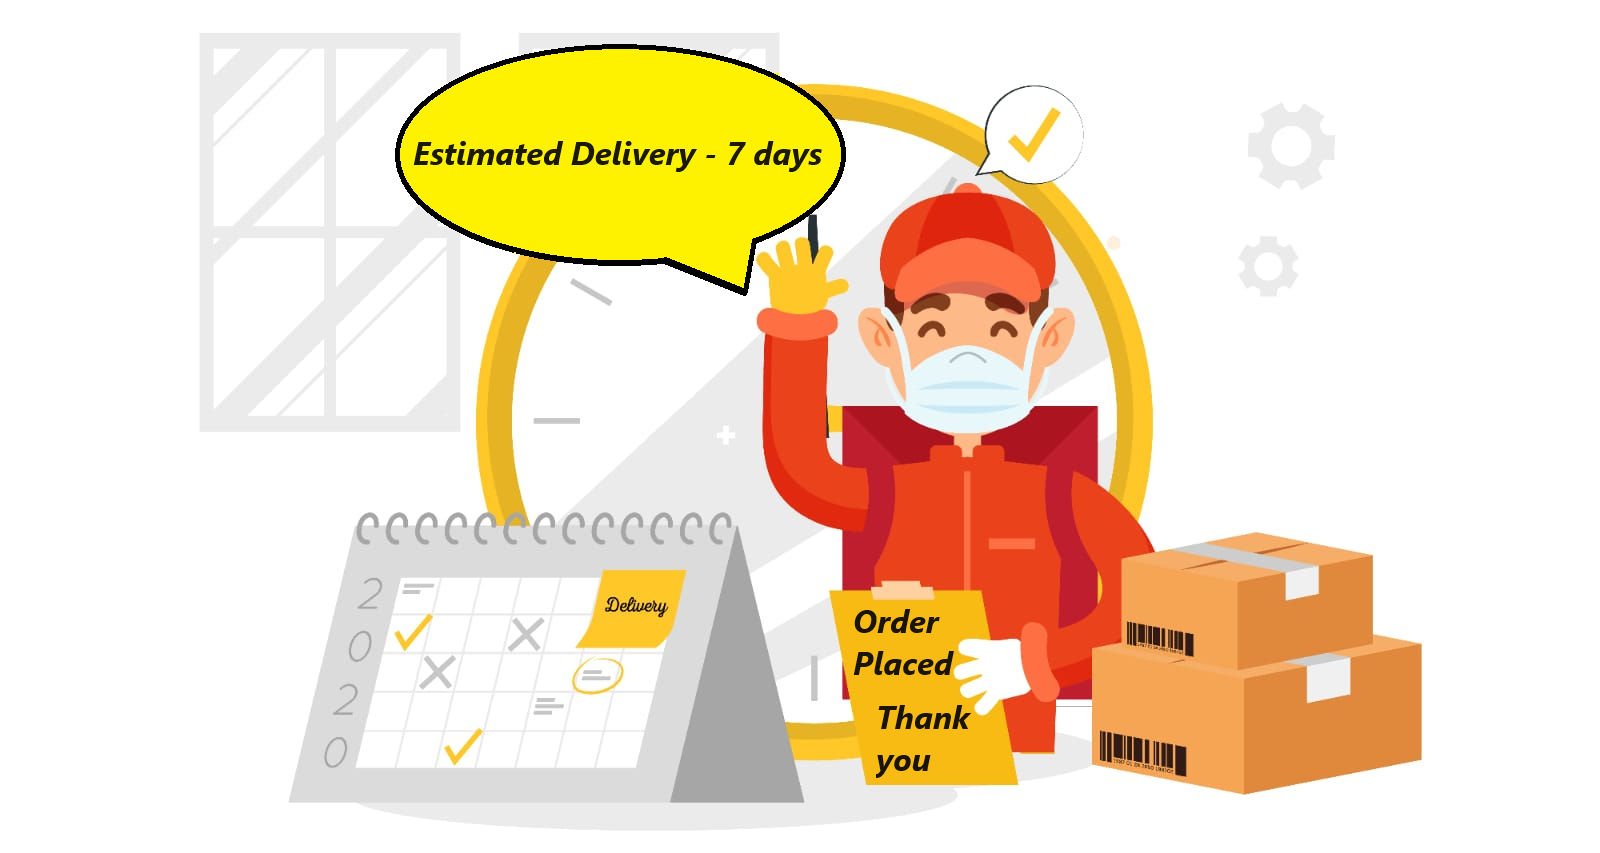 Estimated Delivery - 7 days
Delivery
2
0
2
0
Order
Placed
Thank
you